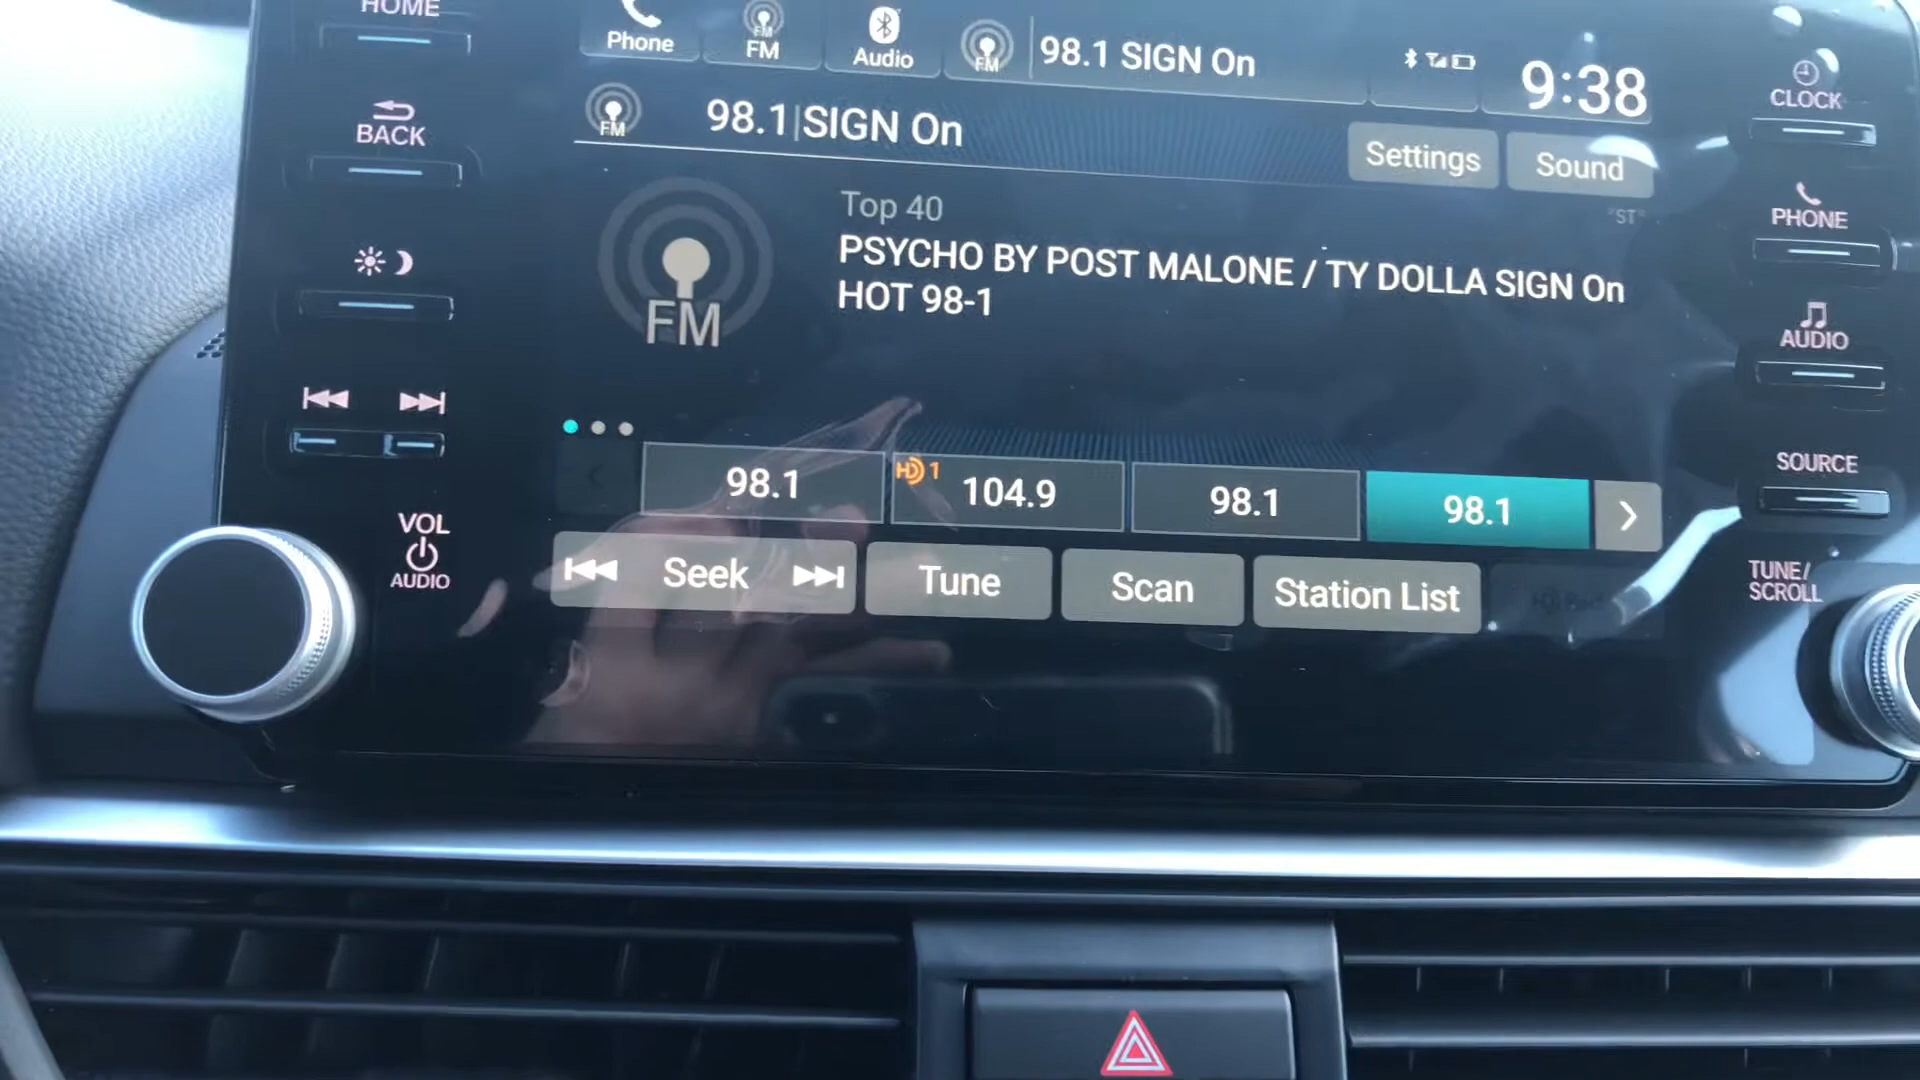 HOME
Phone
FM
Audio
FM
98.1 SIGN On
9:38
CLOCK
BACK
FM
98.1 SIGN On
Settings
Sound
Top 40
"ST"
PHONE
PSYCHO BY POST MALONE / TY DOLLA SIGN On
HOT 98-1
FM
AUDIO
98.1
HD 1
104.9
98.1
98.1
SOURCE
VOL
AUDIO
Seek
Tune
Scan
Station List
TUNE/
SCROLL